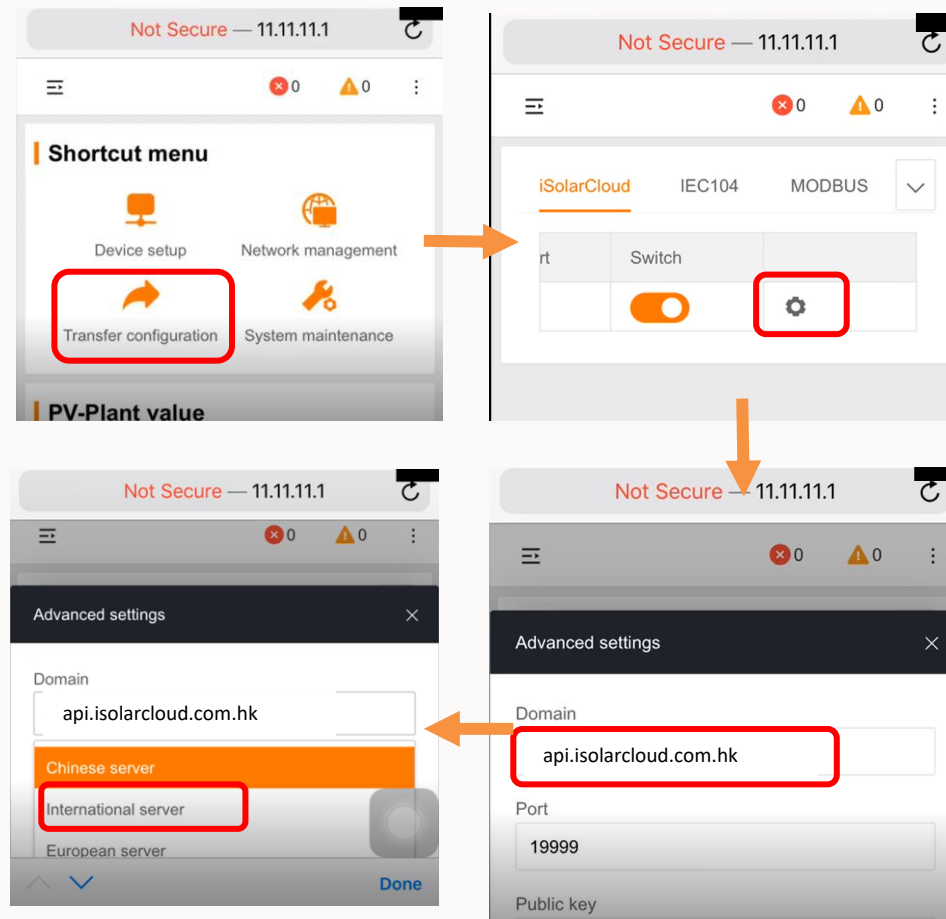 Not Secure — 11.11.11.1
0 0
Shortcut menu
Device setup Network management
Transfer configuration System maintenance
PV-Plant value
Not Secure — 11.11.11.1
0 0
iSolarCloud IEC104 MODBUS
rt Switch
Not Secure — 11.11.11.1
0 0
Advanced settings
Domain
api.isolarcloud.com.hk
Chinese server
International server
European server
Done
Not Secure — 11.11.11.1
0 0
Advanced settings
Domain
api.isolarcloud.com.hk
Port
19999
Public key